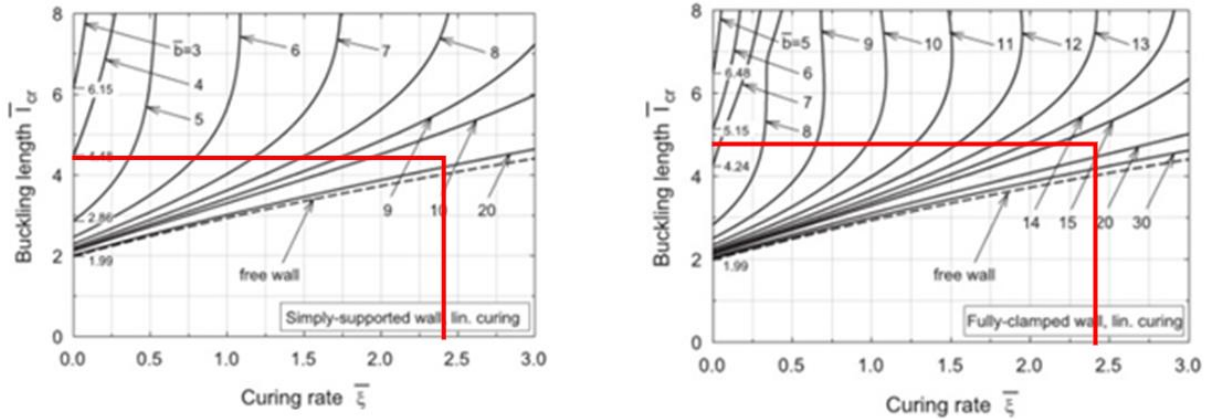 8
6
4
2
0
Buckling length l̄cr
b̄=3
4
5
6
7
8
6.15
2.86
1.99
9
10
20
free wall
Simply-supported wall, lin. curing
0.0 0.5 1.0 1.5 2.0 2.5 3.0
Curing rate ξ̄
8
6
4
2
0
Buckling length l̄cr
b̄=5
6
7
8
9
10
11
12
13
6.48
5.15
4.24
1.99
14 15 20 30
free wall
Fully-clamped wall, lin. curing
0.0 0.5 1.0 1.5 2.0 2.5 3.0
Curing rate ξ̄